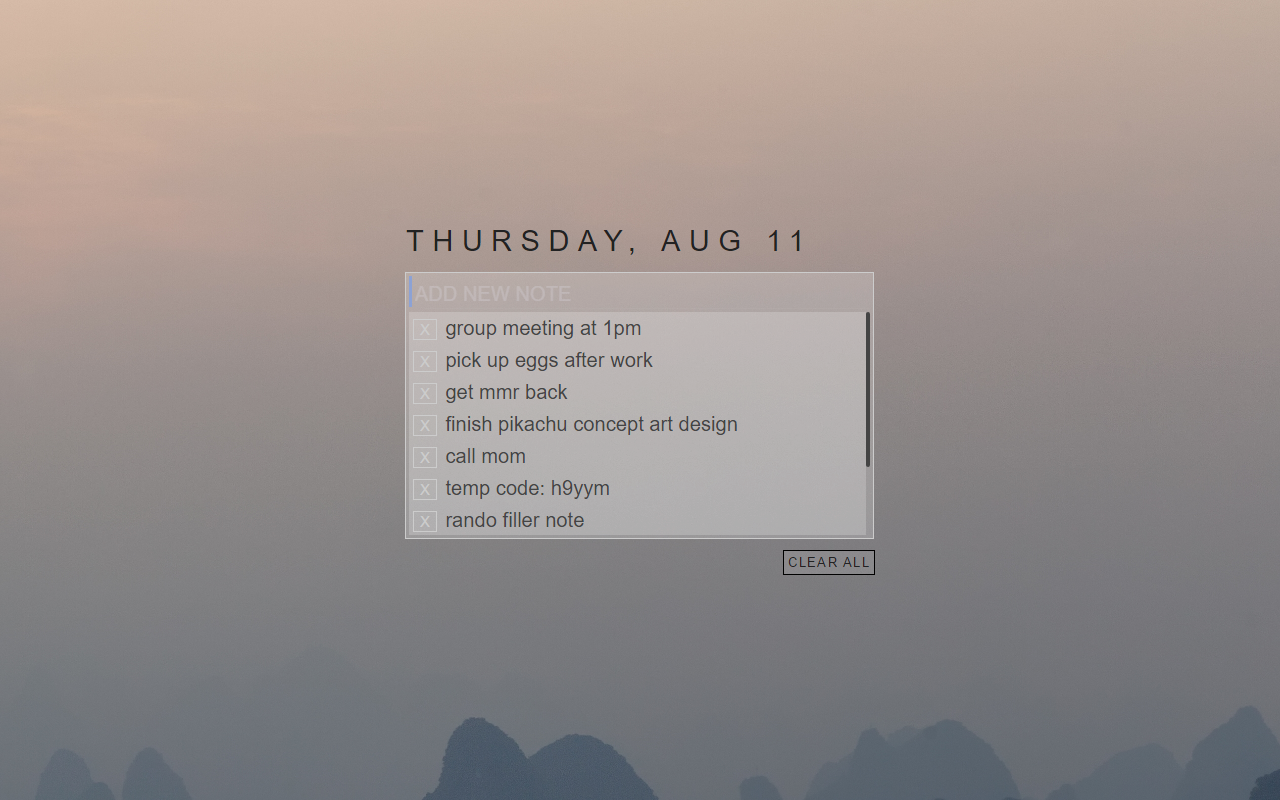 THURSDAY, AUG 11
ADD NEW NOTE
X group meeting at 1pm
X pick up eggs after work
X get mmr back
X finish pikachu concept art design
X call mom
X temp code: h9yym
X rando filler note
CLEAR ALL